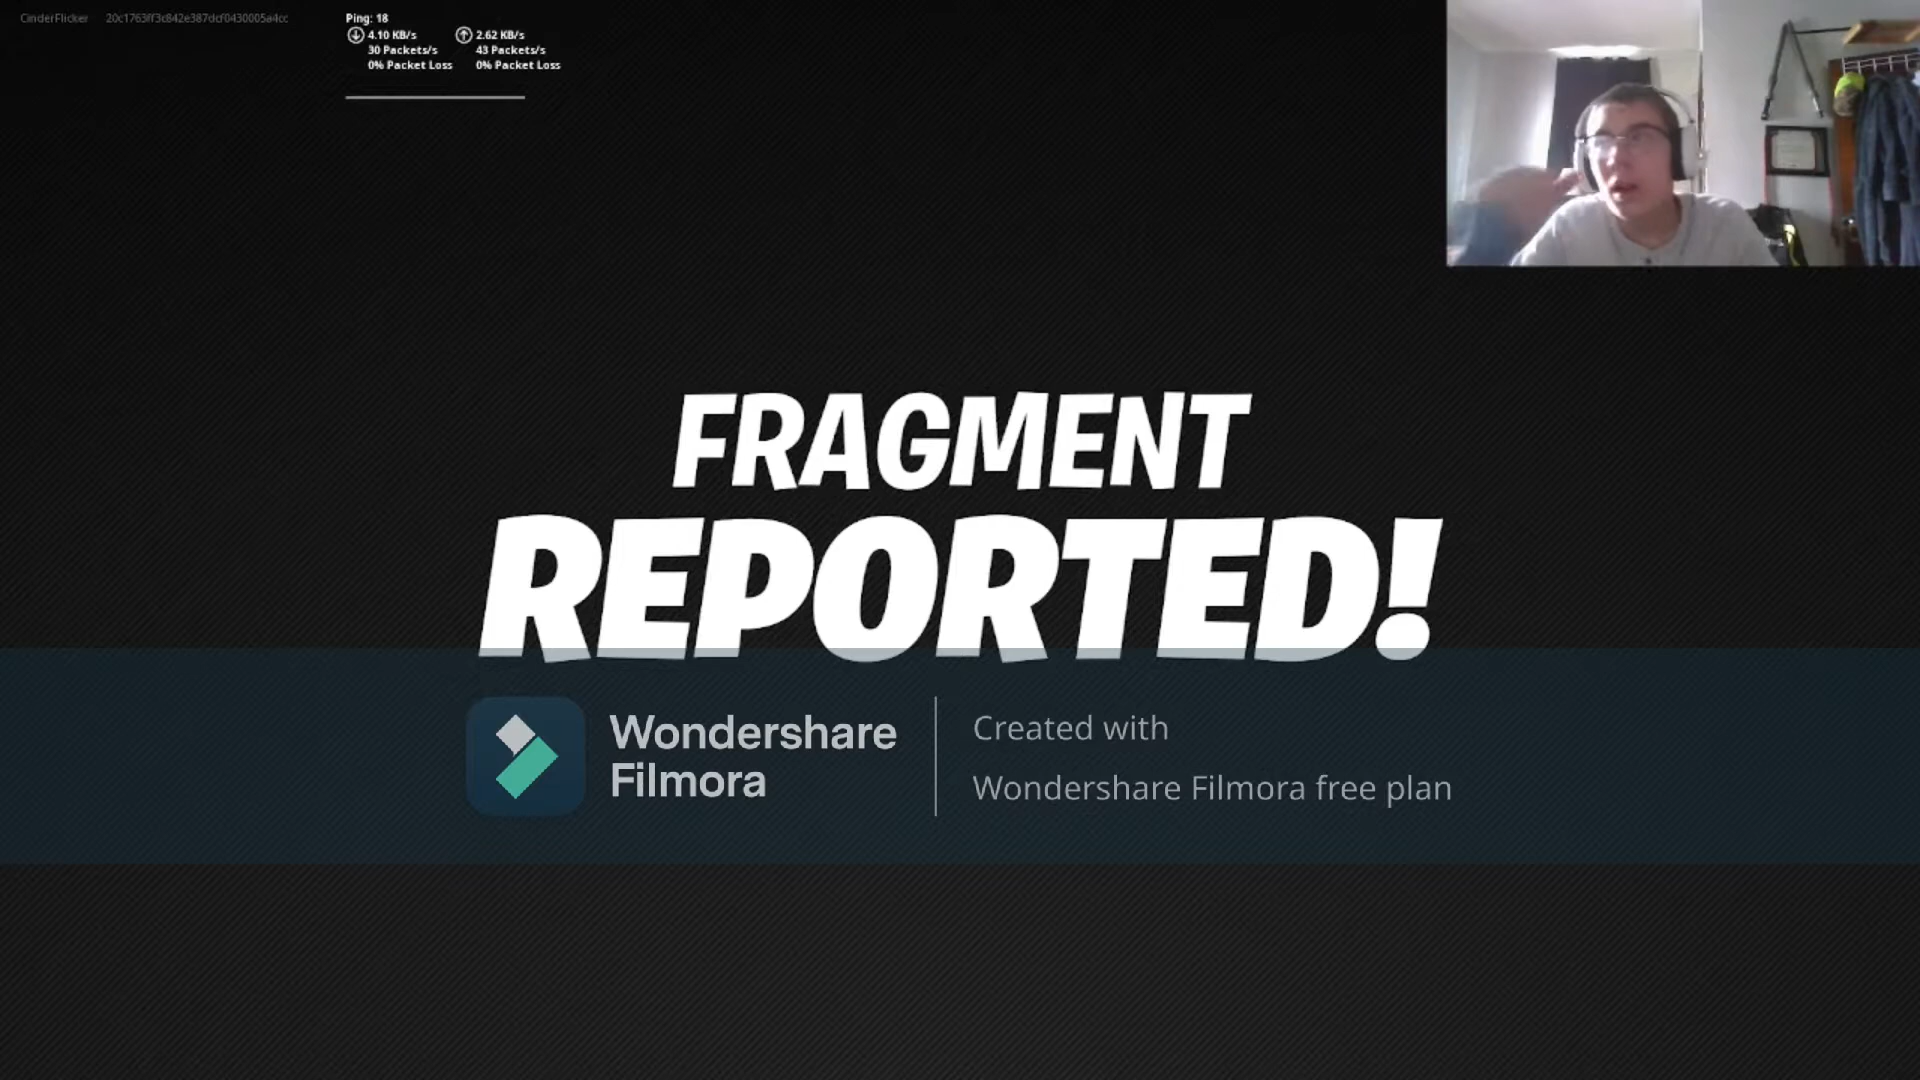 CinderFlicker 20c1763ff3c842e387dcf0430005a4cc
Ping: 18
4.10 KB/s 2.62 KB/s
30 Packets/s 43 Packets/s
0% Packet Loss 0% Packet Loss
FRAGMENT
REPORTED!
Wondershare
Filmora
Created with
Wondershare Filmora free plan